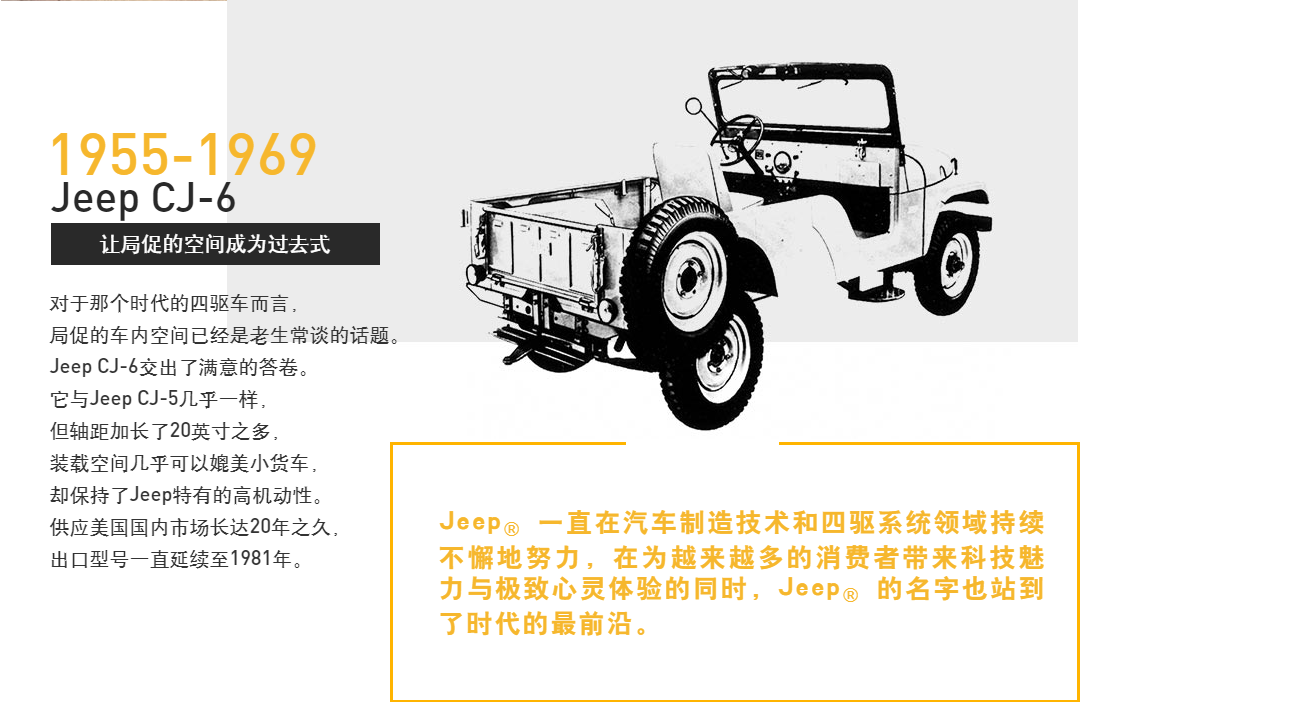 1955-1969
Jeep CJ-6
让局促的空间成为过去式
对于那个时代的四驱车而言，
局促的车内空间已经是老生常谈的话题。
Jeep CJ-6交出了满意的答卷。
它与Jeep CJ-5几乎一样，
但轴距加长了20英寸之多，
装载空间几乎可以媲美小货车，
却保持了Jeep特有的高机动性。
供应美国国内市场长达20年之久，
出口型号一直延续至1981年。
Jeep® 一直在汽车制造技术和四驱系统领域持续
不懈地努力，在为越来越多的消费者带来科技魅
力与极致心灵体验的同时，Jeep® 的名字也站到
了时代的最前沿。